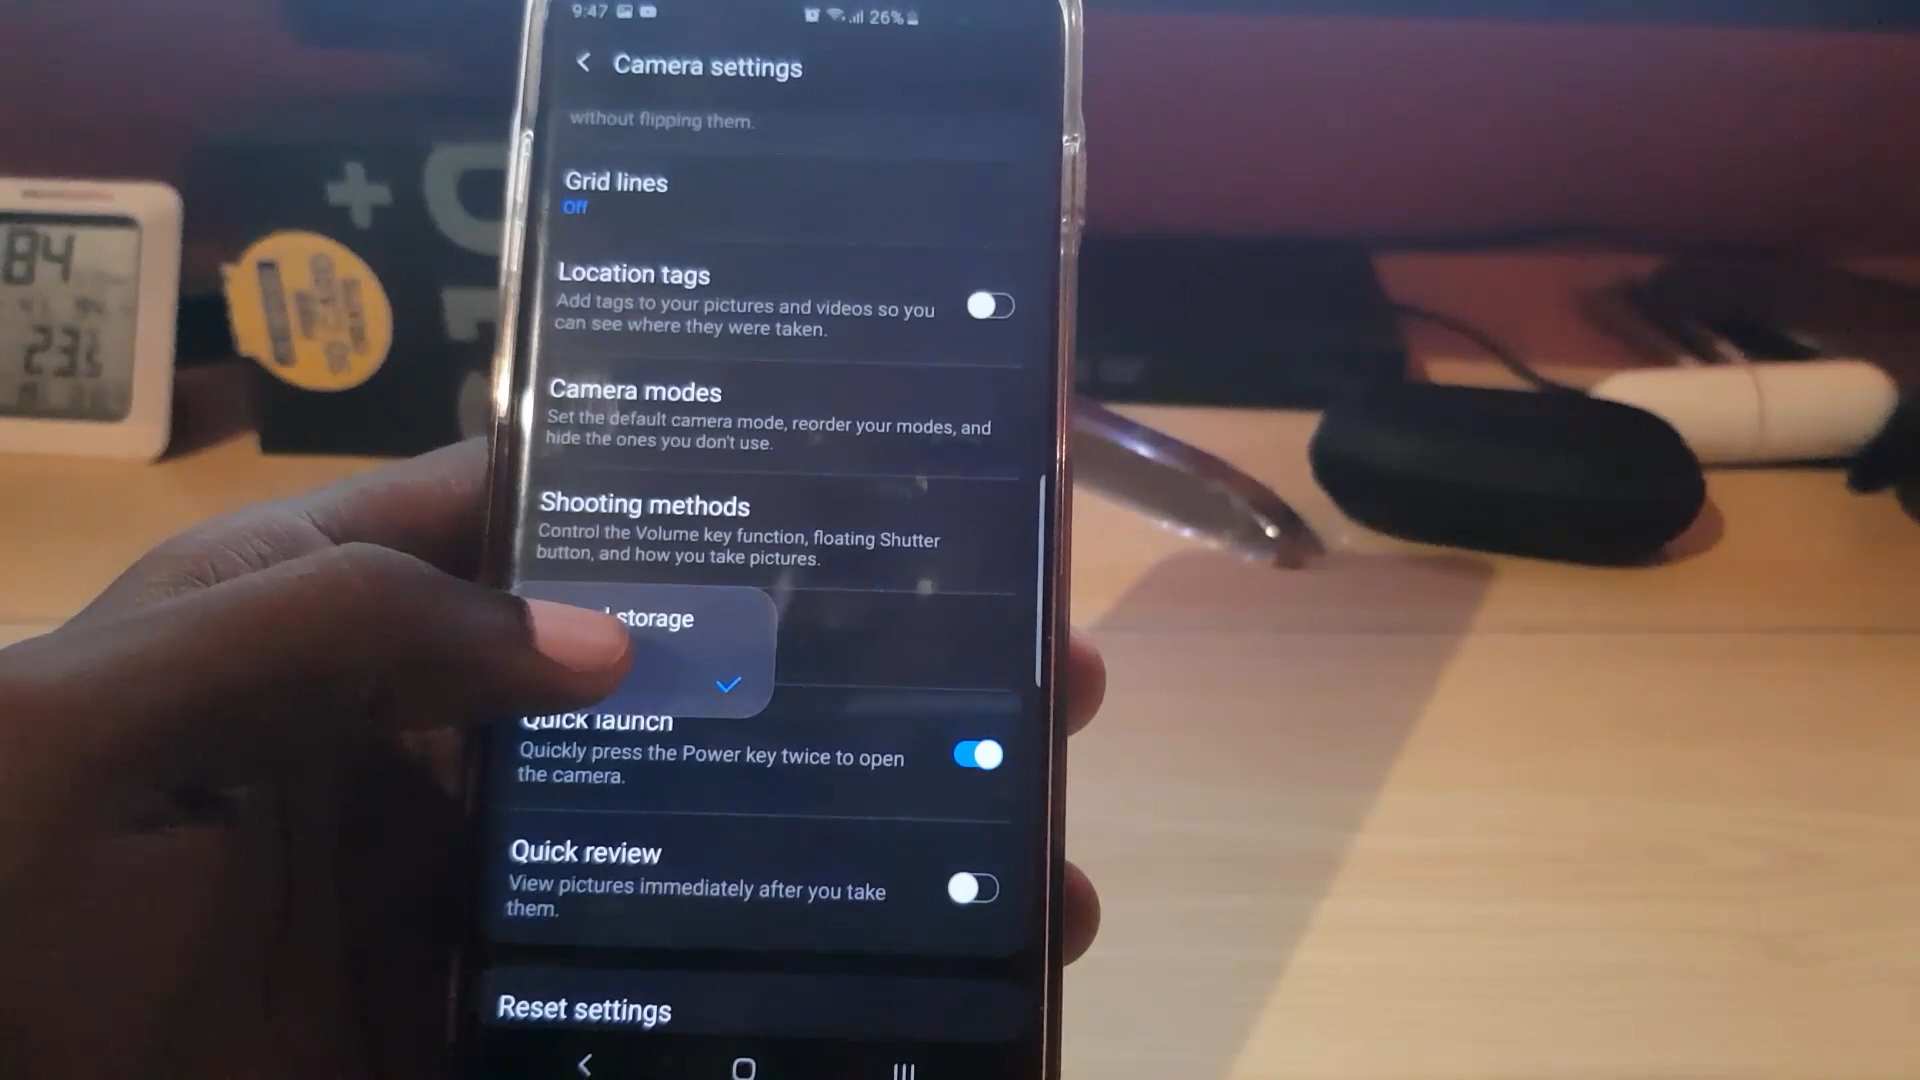 9:47
26%
Camera settings
without flipping them.
Grid lines
Off
Location tags
Add tags to your pictures and videos so you
can see where they were taken.
Camera modes
Set the default camera mode, reorder your modes, and
hide the ones you don't use.
Shooting methods
Control the Volume key function, floating Shutter
button, and how you take pictures.
storage
Quick launch
Quickly press the Power key twice to open
the camera.
Quick review
View pictures immediately after you take
them.
Reset settings
84